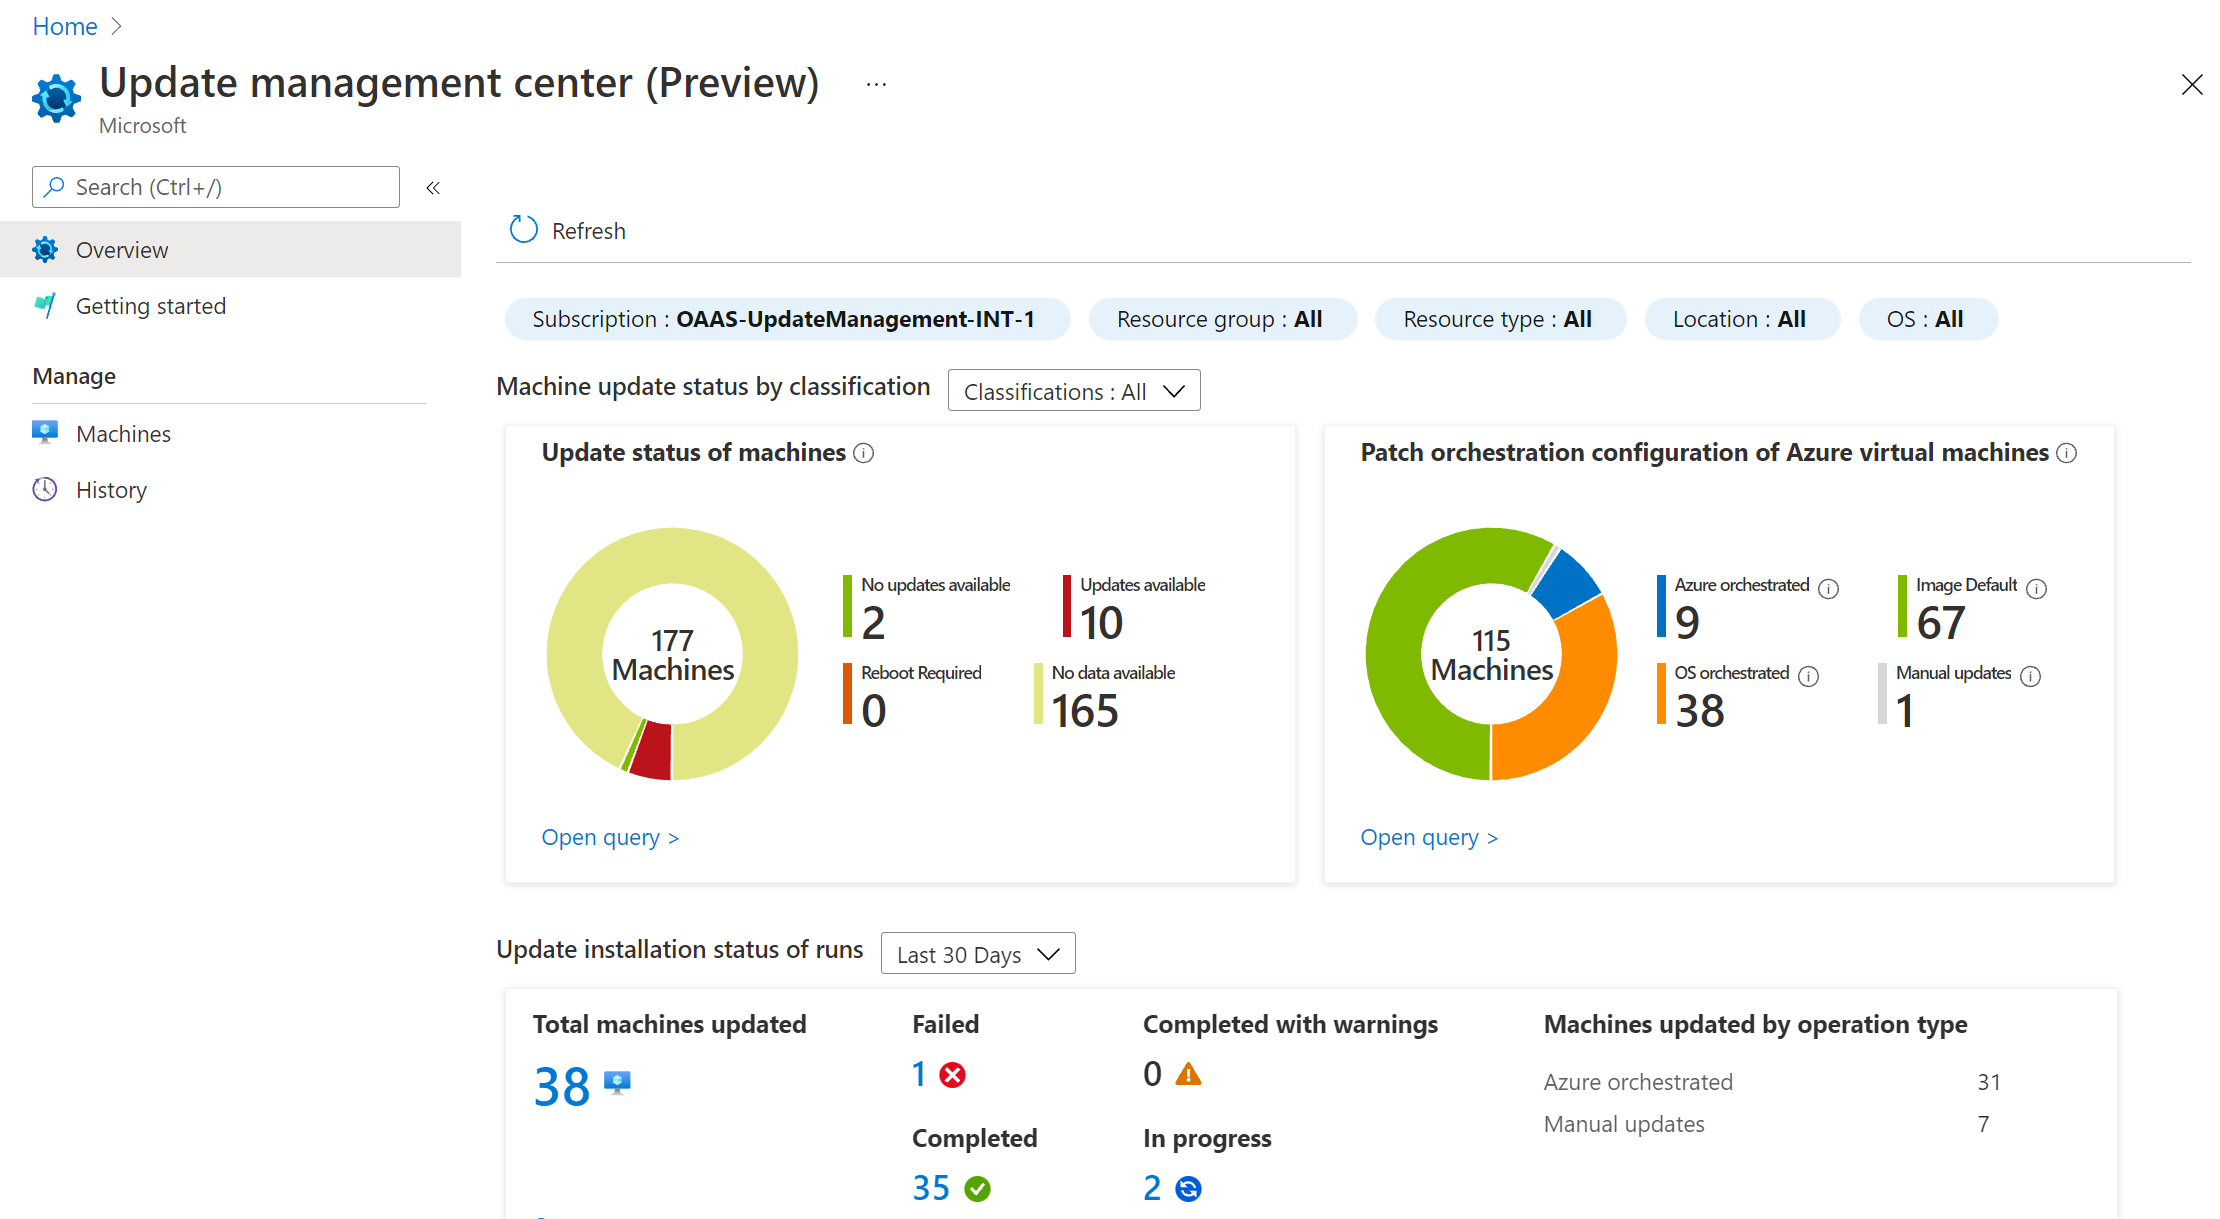 Home >
Update management center (Preview) ...
Microsoft
Search (Ctrl+/) «
Overview
Getting started
Manage
Machines
History
Refresh
Subscription : OAAS-UpdateManagement-INT-1
Resource group : All
Resource type : All
Location : All
OS : All
Machine update status by classification
Classifications : All
Update status of machines
177
Machines
No updates available
2
Updates available
10
Reboot Required
0
No data available
165
Open query >
Patch orchestration configuration of Azure virtual machines
115
Machines
Azure orchestrated
9
Image Default
67
OS orchestrated
38
Manual updates
1
Open query >
Update installation status of runs
Last 30 Days
Total machines updated
38
Failed
1
Completed with warnings
0
Completed
35
In progress
2
Machines updated by operation type
Azure orchestrated 31
Manual updates 7